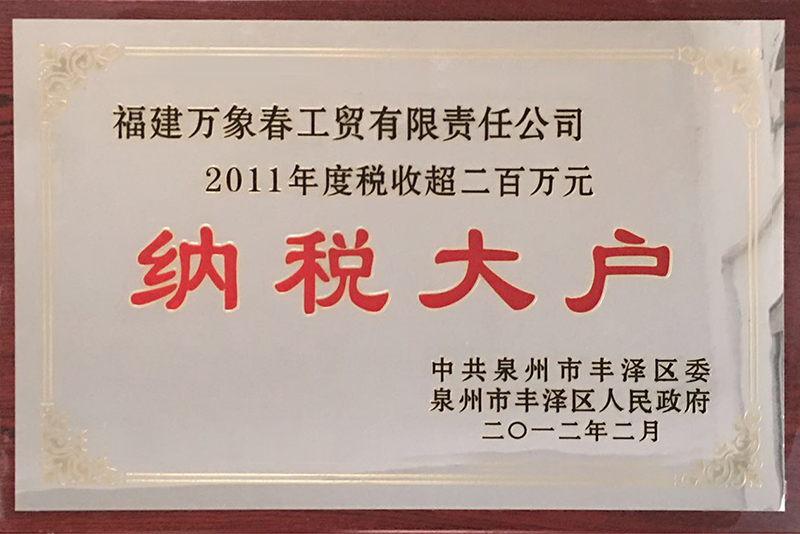 福建万象春工贸有限责任公司
2011年度税收超二百万元
纳税大户
中共泉州市丰泽区委
泉州市丰泽区人民政府
二〇一二年二月